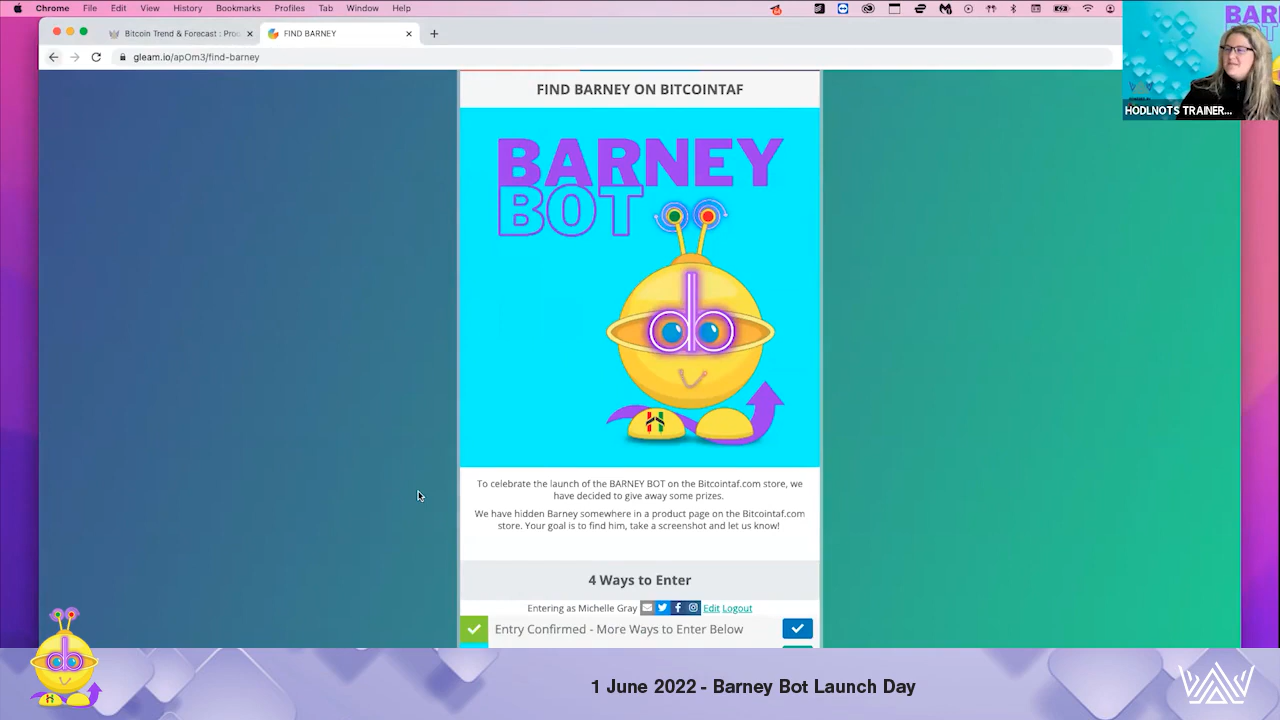 Chrome File Edit View History Bookmarks Profiles Tab Window Help
Bitcoin Trend & Forecast : Pro
FIND BARNEY
gleam.io/apOm3/find-barney
BAR
HODLNOTS TRAINER...
FIND BARNEY ON BITCOINTAF
BARNEY
BOT
To celebrate the launch of the BARNEY BOT on the Bitcointaf.com store, we
have decided to give away some prizes.
We have hidden Barney somewhere in a product page on the Bitcointaf.com
store. Your goal is to find him, take a screenshot and let us know!
4 Ways to Enter
Entering as Michelle Gray Edit Logout
Entry Confirmed - More Ways to Enter Below
1 June 2022 - Barney Bot Launch Day